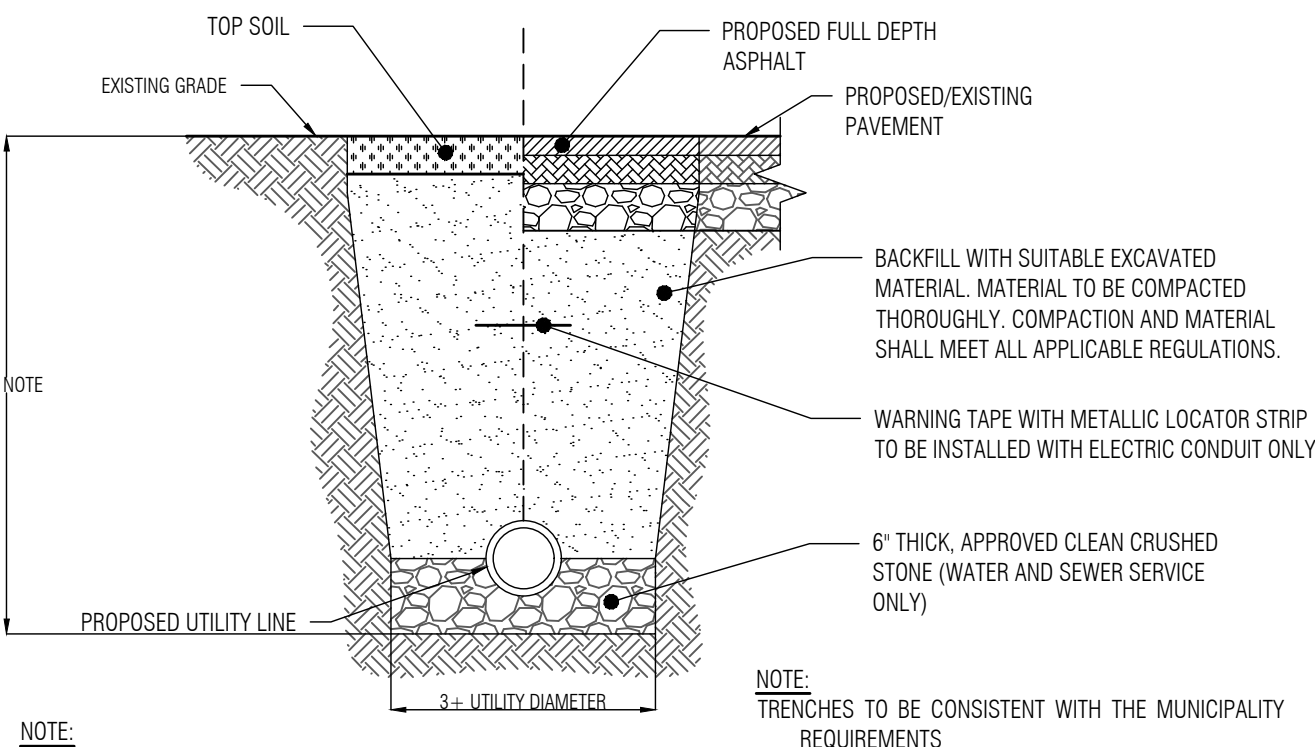 TOP SOIL
PROPOSED FULL DEPTH
ASPHALT
EXISTING GRADE
PROPOSED/EXISTING
PAVEMENT
BACKFILL WITH SUITABLE EXCAVATED
MATERIAL. MATERIAL TO BE COMPACTED
THOROUGHLY. COMPACTION AND MATERIAL
SHALL MEET ALL APPLICABLE REGULATIONS.
NOTE
WARNING TAPE WITH METALLIC LOCATOR STRIP
TO BE INSTALLED WITH ELECTRIC CONDUIT ONLY
6" THICK, APPROVED CLEAN CRUSHED
STONE (WATER AND SEWER SERVICE
ONLY)
PROPOSED UTILITY LINE
3+ UTILITY DIAMETER
NOTE:
TRENCHES TO BE CONSISTENT WITH THE MUNICIPALITY
REQUIREMENTS
NOTE: